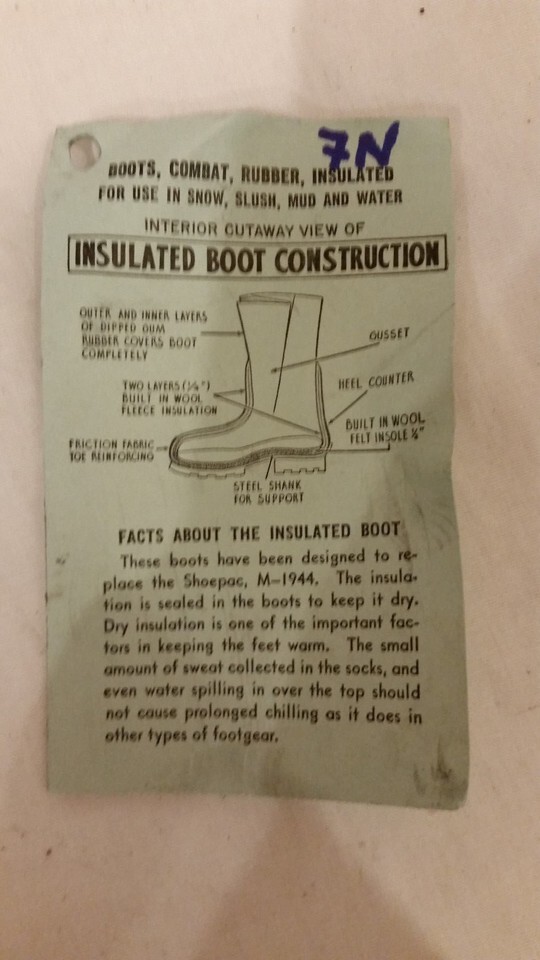 7N
BOOTS, COMBAT, RUBBER, INSULATED
FOR USE IN SNOW, SLUSH, MUD AND WATER
INTERIOR CUTAWAY VIEW OF
INSULATED BOOT CONSTRUCTION
OUTER AND INNER LAYERS
OF DIPPED GUM
RUBBER COVERS BOOT
COMPLETELY
GUSSET
TWO LAYERS (3/16")
BUILT IN WOOL
FLEECE INSULATION
HEEL COUNTER
BUILT IN WOOL
FELT INSOLE 1/8"
FRICTION FABRIC
TOE REINFORCING
STEEL SHANK
FOR SUPPORT
FACTS ABOUT THE INSULATED BOOT
These boots have been designed to re-
place the Shoepac, M-1944. The insula-
tion is sealed in the boots to keep it dry.
Dry insulation is one of the important fac-
tors in keeping the feet warm. The small
amount of sweat collected in the socks, and
even water spilling in over the top should
not cause prolonged chilling as it does in
other types of footgear.